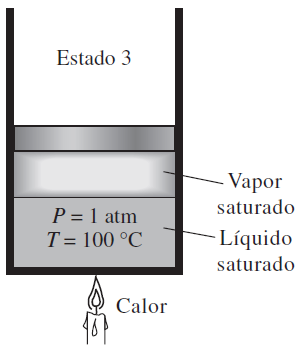 Estado 3
Vapor
saturado
P = 1 atm
T = 100 °C
Líquido
saturado
Calor